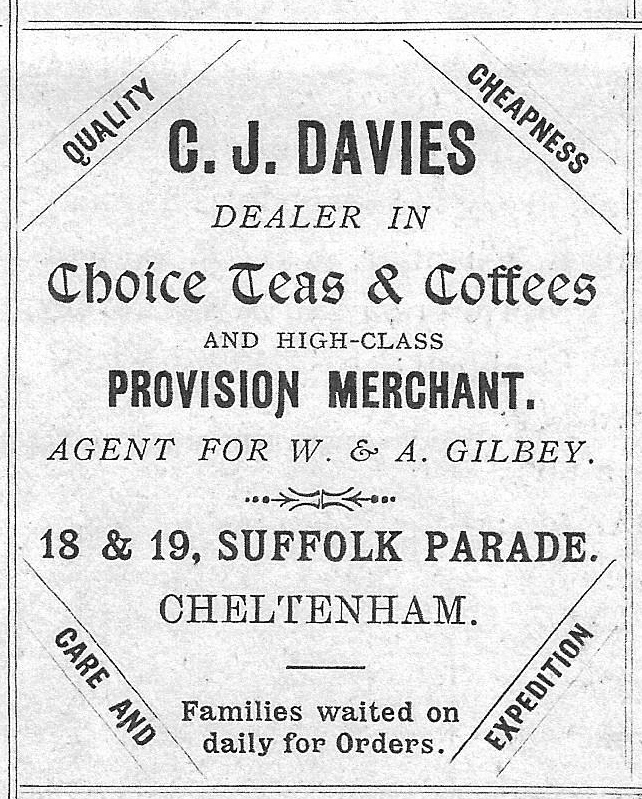 QUALITY
CHEAPNESS
C. J. DAVIES
DEALER IN
Choice Teas & Coffees
AND HIGH-CLASS
PROVISION MERCHANT.
AGENT FOR W. & A. GILBEY.
18 & 19, SUFFOLK PARADE.
CHELTENHAM.
CARE AND
EXPEDITION
Families waited on
daily for Orders.